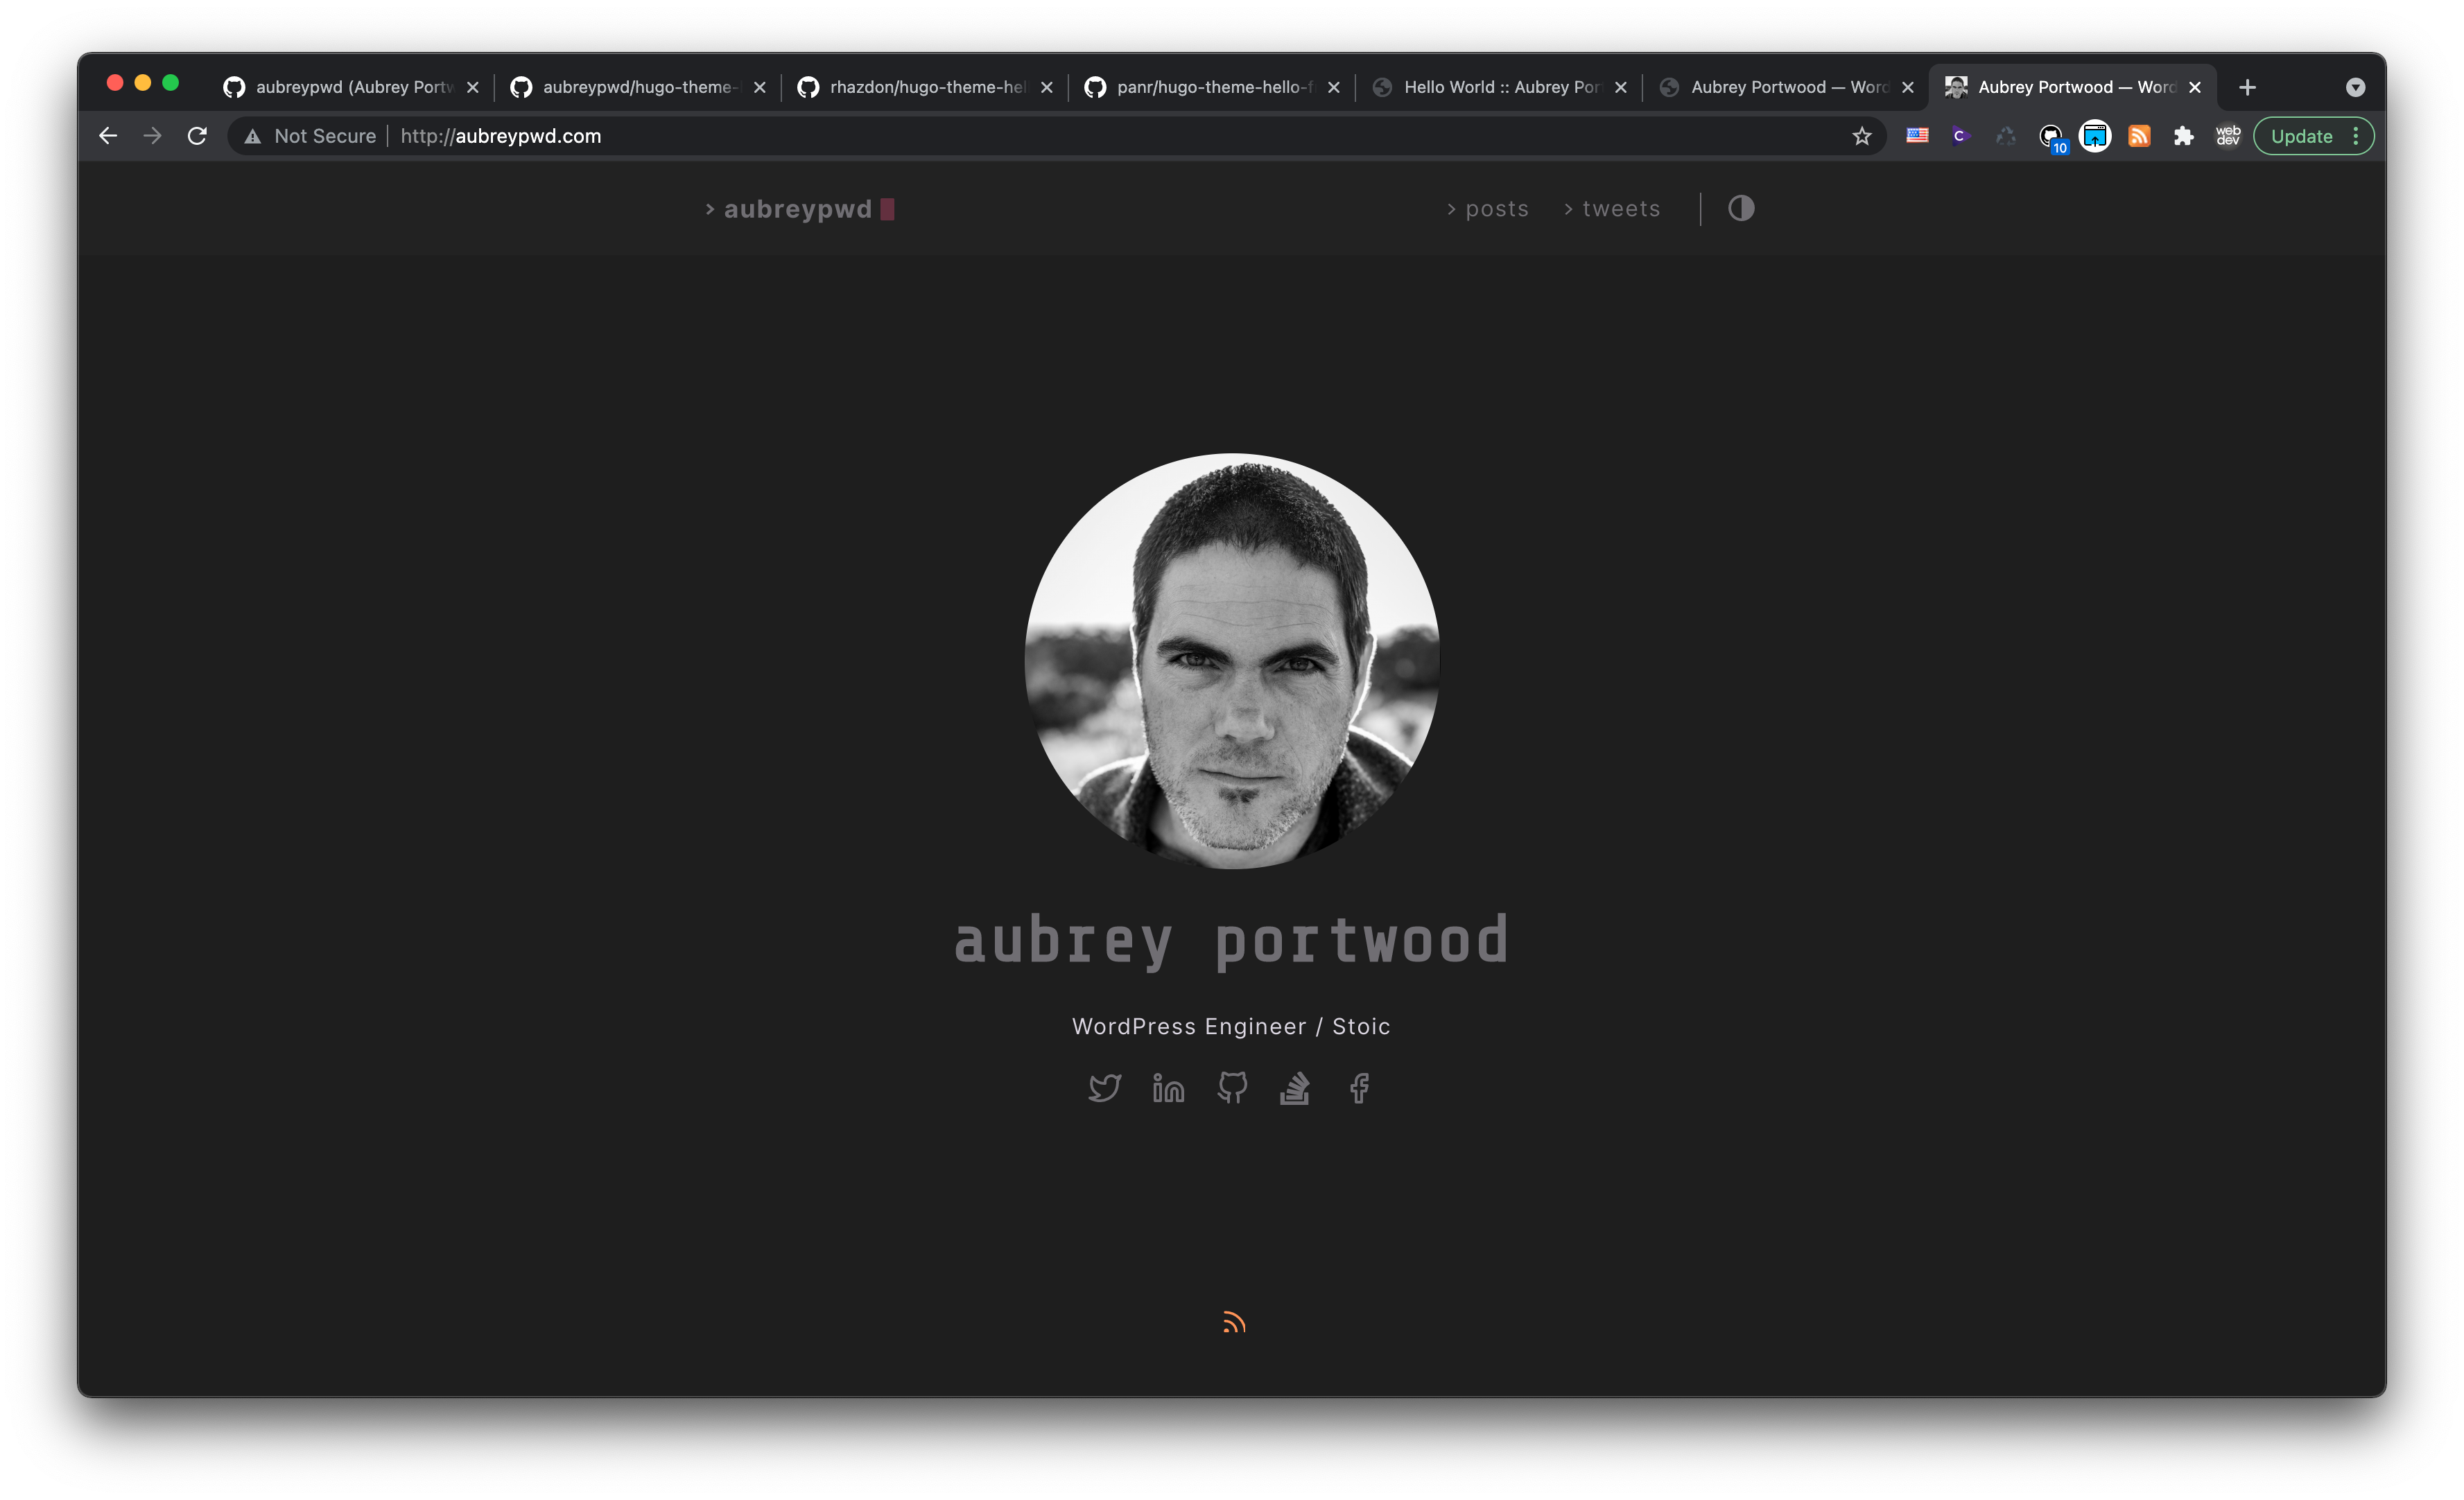 aubreypwd (Aubrey Portw
aubreypwd/hugo-theme-
rhazdon/hugo-theme-hel
panr/hugo-theme-hello-f
Hello World :: Aubrey Por
Aubrey Portwood — Word
Aubrey Portwood — Word
Not Secure | http://aubreypwd.com
10
web
dev
Update
> aubreypwd
> posts
> tweets
aubrey portwood
WordPress Engineer / Stoic